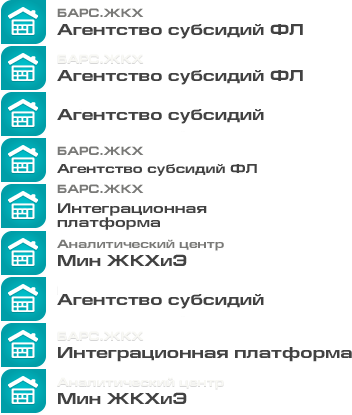 БАРС.ЖКХ
Агентство субсидий ФЛ
БАРС.ЖКХ
Агентство субсидий ФЛ
Агентство субсидий
БАРС.ЖКХ
Агентство субсидий ФЛ
БАРС.ЖКХ
Интеграционная
платформа
Аналитический центр
Мин ЖКХиЭ
Агентство субсидий
БАРС.ЖКХ
Интеграционная платформа
Аналитический центр
Мин ЖКХиЭ